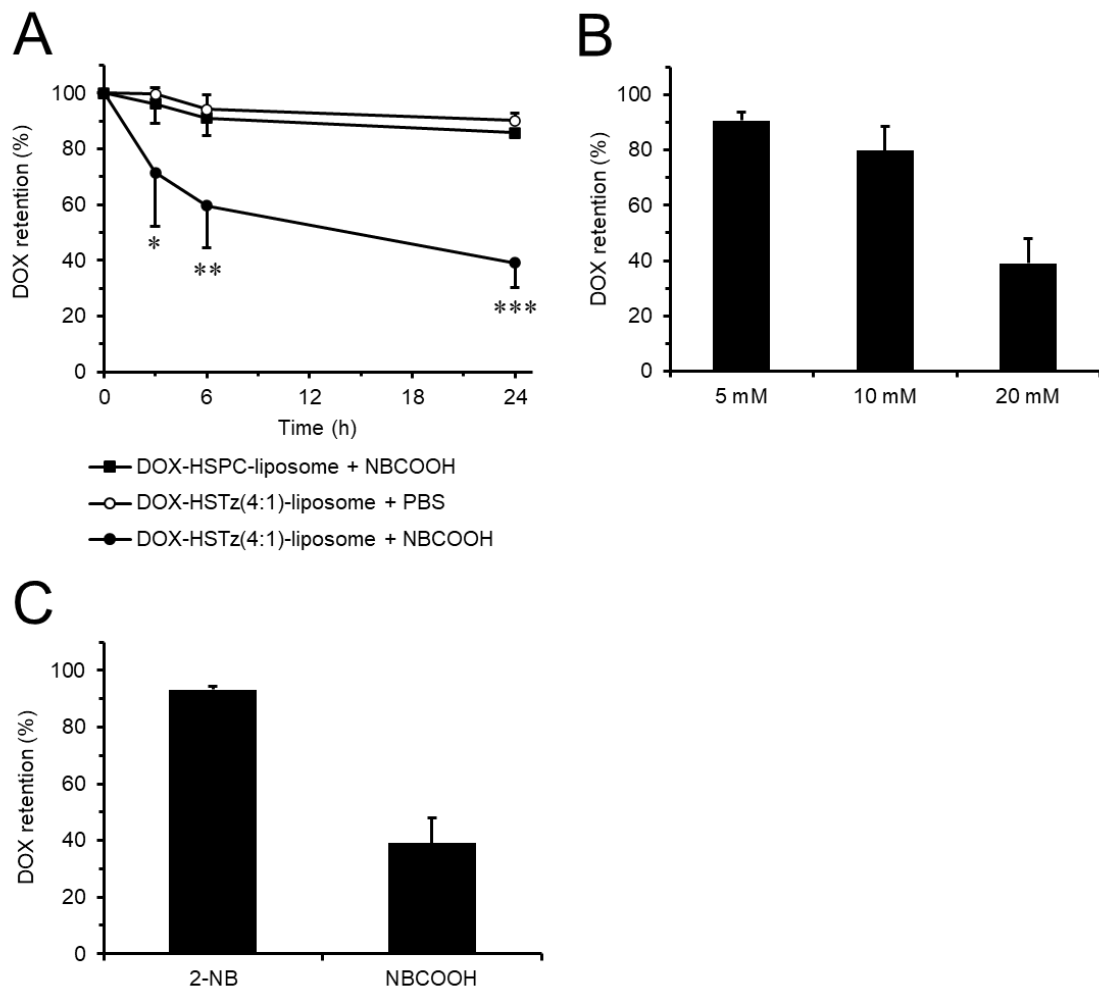 A
DOX retention (%)
100
80
60
40
20
0
*
**
***
0
6
12
18
24
Time (h)
DOX-HSPC-liposome + NBCOOH
DOX-HSTz(4:1)-liposome + PBS
DOX-HSTz(4:1)-liposome + NBCOOH
B
DOX retention (%)
100
80
60
40
20
0
5 mM
10 mM
20 mM
C
DOX retention (%)
100
80
60
40
20
0
2-NB
NBCOOH